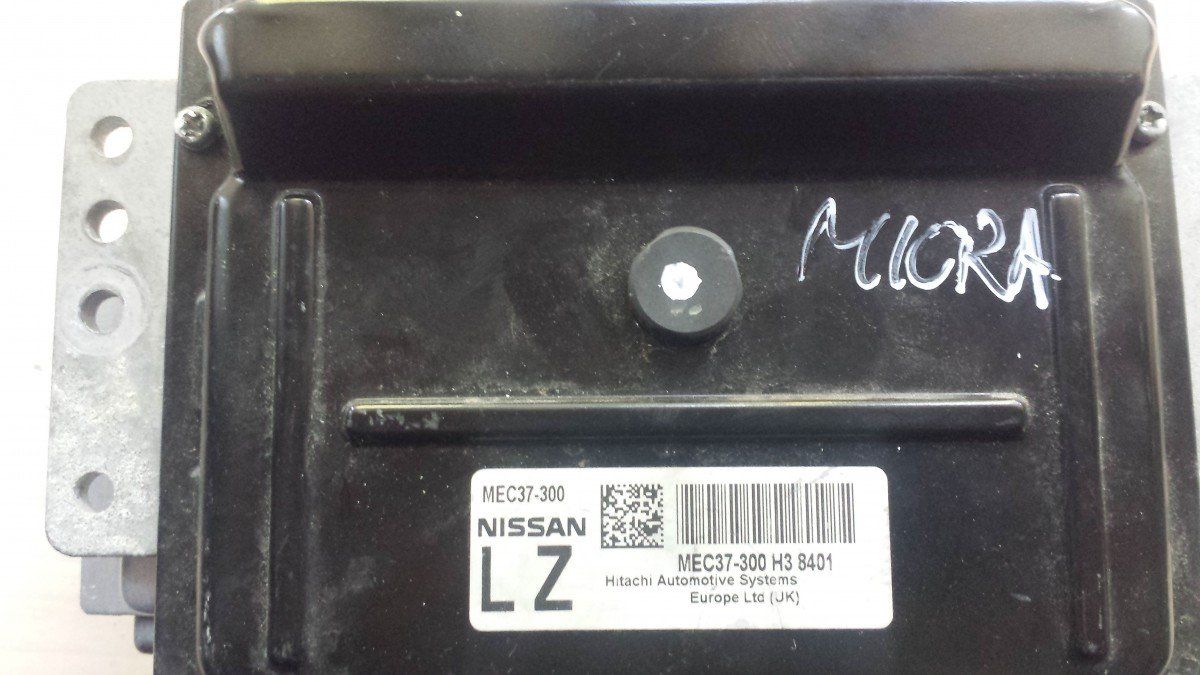 MICRA
MEC37-300
NISSAN
LZ
MEC37-300 H3 8401
Hitachi Automotive Systems
Europe Ltd (UK)